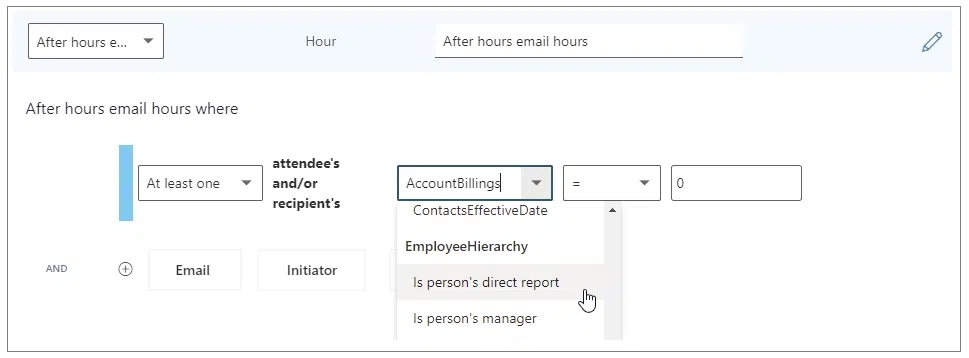 After hours e...
Hour
After hours email hours
After hours email hours where
At least one
attendee's
and/or
recipient's
AccountBillings
=
0
ContactsEffectiveDate
EmployeeHierarchy
Is person's direct report
Is person's manager
AND
Email
Initiator